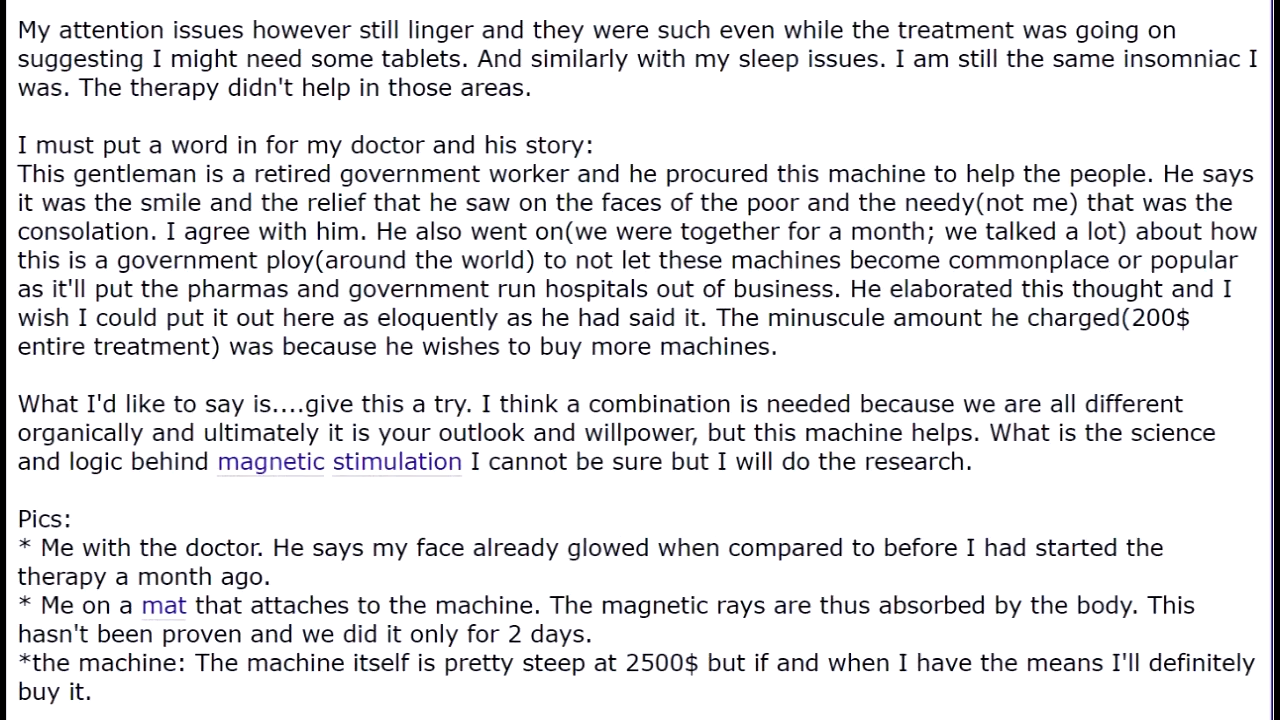 My attention issues however still linger and they were such even while the treatment was going on
suggesting I might need some tablets. And similarly with my sleep issues. I am still the same insomniac I
was. The therapy didn't help in those areas.
I must put a word in for my doctor and his story:
This gentleman is a retired government worker and he procured this machine to help the people. He says
it was the smile and the relief that he saw on the faces of the poor and the needy(not me) that was the
consolation. I agree with him. He also went on(we were together for a month; we talked a lot) about how
this is a government ploy(around the world) to not let these machines become commonplace or popular
as it'll put the pharmas and government run hospitals out of business. He elaborated this thought and I
wish I could put it out here as eloquently as he had said it. The minuscule amount he charged(200$
entire treatment) was because he wishes to buy more machines.
What I'd like to say is....give this a try. I think a combination is needed because we are all different
organically and ultimately it is your outlook and willpower, but this machine helps. What is the science
and logic behind magnetic stimulation I cannot be sure but I will do the research.
Pics:
* Me with the doctor. He says my face already glowed when compared to before I had started the
therapy a month ago.
* Me on a mat that attaches to the machine. The magnetic rays are thus absorbed by the body. This
hasn't been proven and we did it only for 2 days.
*the machine: The machine itself is pretty steep at 2500$ but if and when I have the means I'll definitely
buy it.